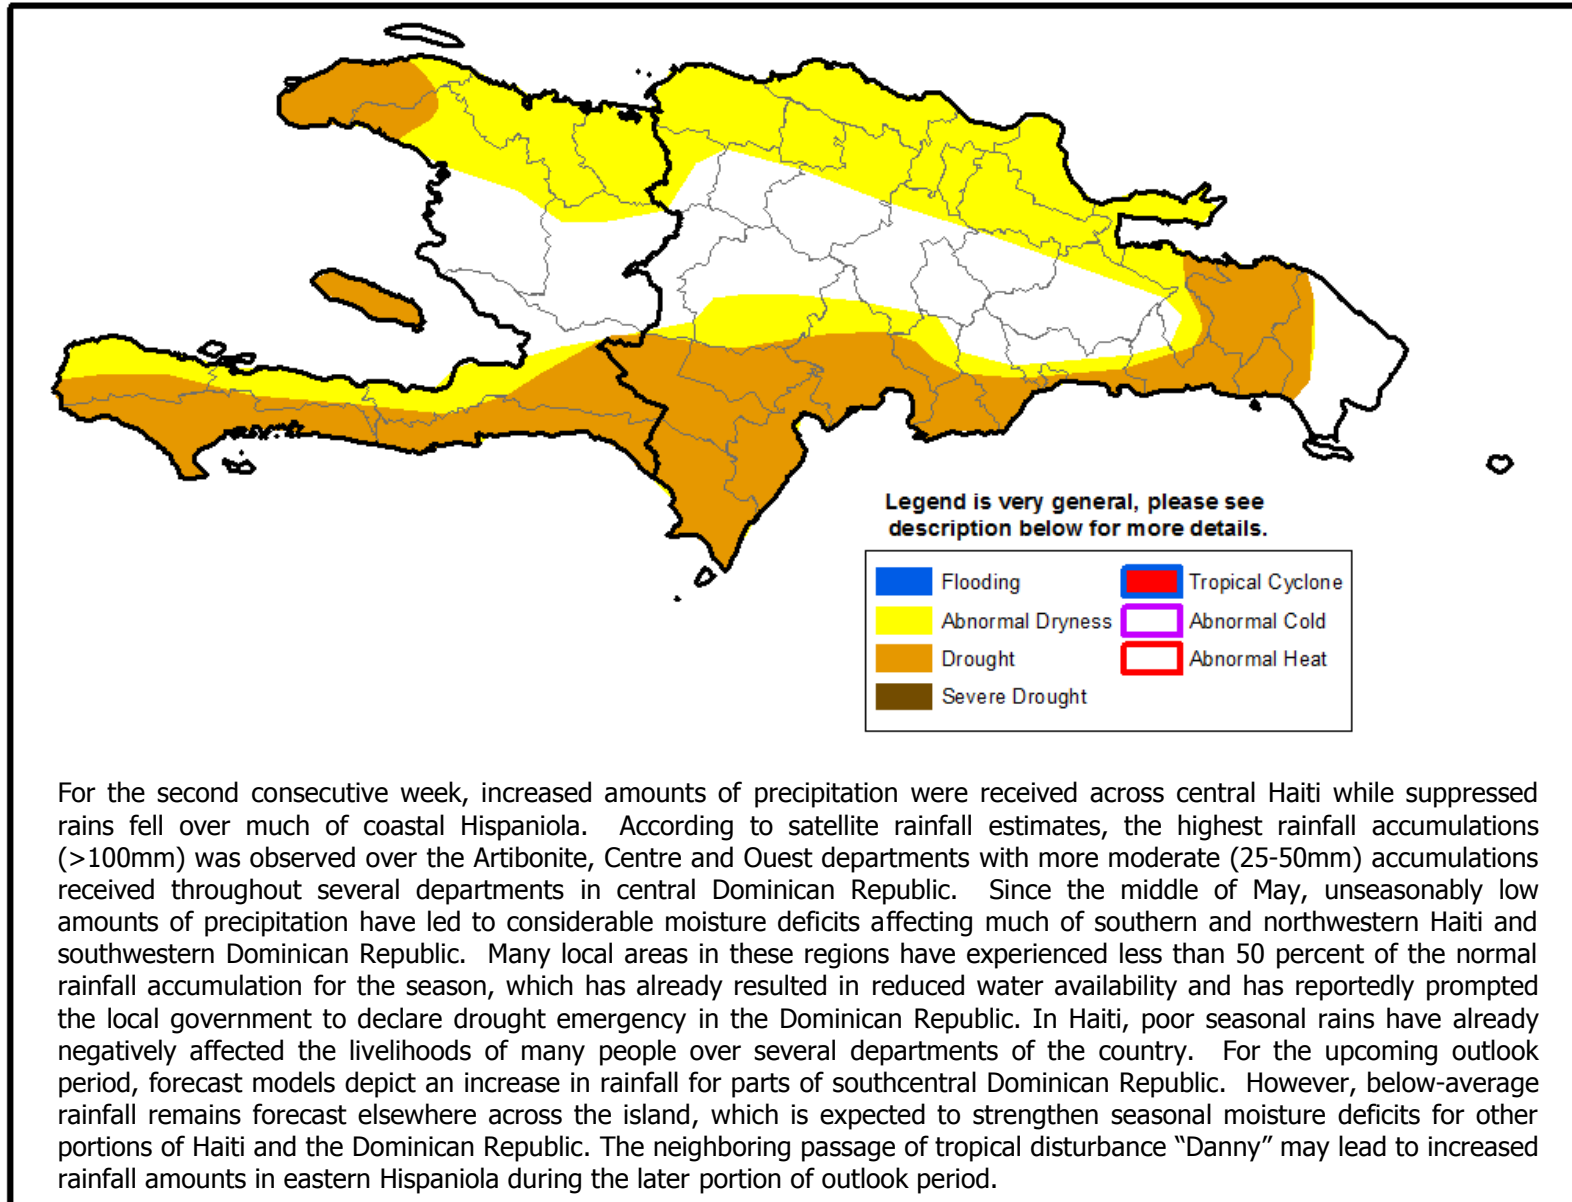 Legend is very general, please see
description below for more details.
Flooding
Tropical Cyclone
Abnormal Dryness
Abnormal Cold
Drought
Abnormal Heat
Severe Drought
For the second consecutive week, increased amounts of precipitation were received across central Haiti while suppressed
rains fell over much of coastal Hispaniola. According to satellite rainfall estimates, the highest rainfall accumulations
(>100mm) was observed over the Artibonite, Centre and Ouest departments with more moderate (25-50mm) accumulations
received throughout several departments in central Dominican Republic. Since the middle of May, unseasonably low
amounts of precipitation have led to considerable moisture deficits affecting much of southern and northwestern Haiti and
southwestern Dominican Republic. Many local areas in these regions have experienced less than 50 percent of the normal
rainfall accumulation for the season, which has already resulted in reduced water availability and has reportedly prompted
the local government to declare drought emergency in the Dominican Republic. In Haiti, poor seasonal rains have already
negatively affected the livelihoods of many people over several departments of the country. For the upcoming outlook
period, forecast models depict an increase in rainfall for parts of southcentral Dominican Republic. However, below-average
rainfall remains forecast elsewhere across the island, which is expected to strengthen seasonal moisture deficits for other
portions of Haiti and the Dominican Republic. The neighboring passage of tropical disturbance “Danny” may lead to increased
rainfall amounts in eastern Hispaniola during the later portion of outlook period.